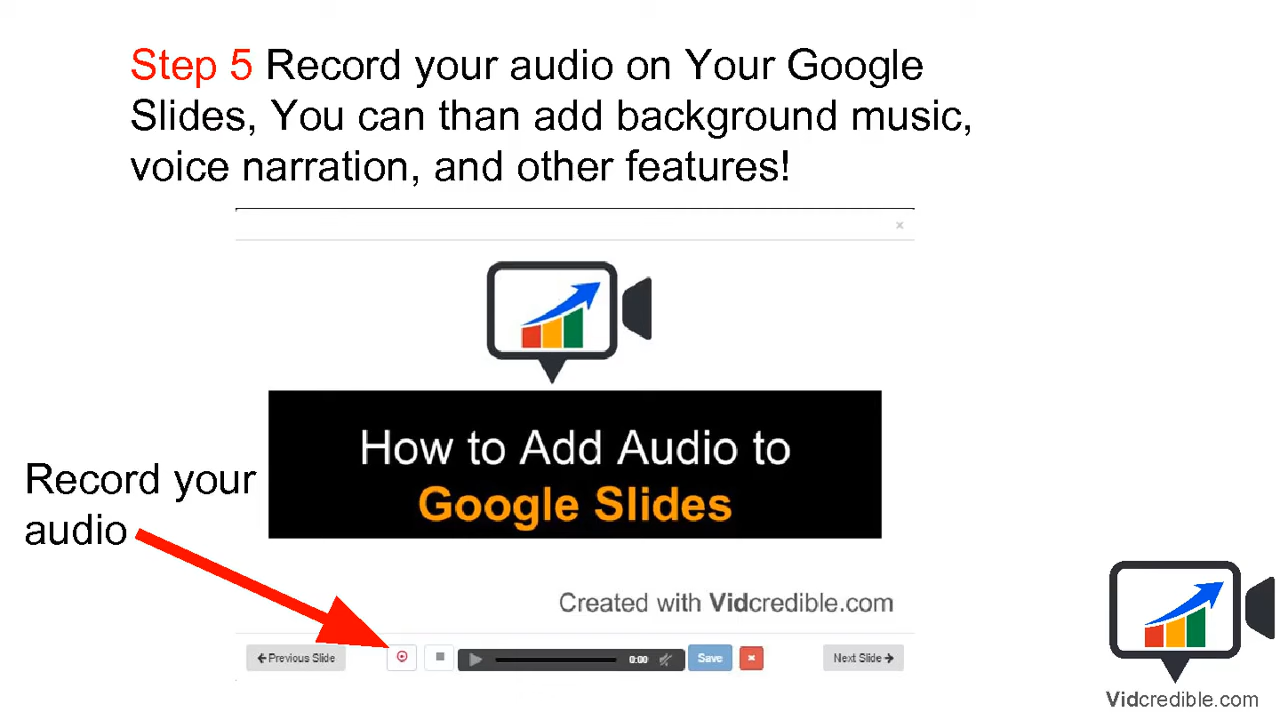 Step 5 Record your audio on Your Google
Slides, You can than add background music,
voice narration, and other features!
×
How to Add Audio to
Google Slides
Record your
audio
Created with Vidcredible.com
Previous Slide
0:00
Save
×
Next Slide
Vidcredible.com